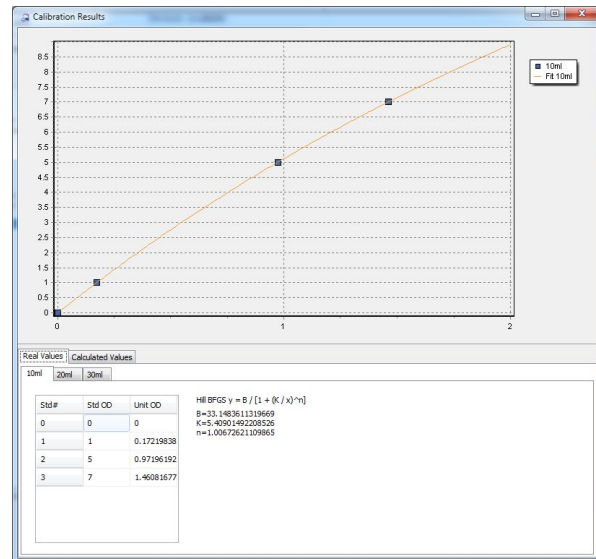 Calibration Results
8.5
8
7.5
7
6.5
6
5.5
5
4.5
4
3.5
3
2.5
2
1.5
1
0.5
0
0 1 2
10ml
Fit 10ml
Real Values Calculated Values
10ml 20ml 30ml
Std# Std OD Unit OD
0 0 0
1 1 0.17219838
2 5 0.97196192
3 7 1.46081677
Hill BFGS y = B / [1 + (K / x)^n]
B=33.1483611319669
K=5.40901492208526
n=1.00672621109865